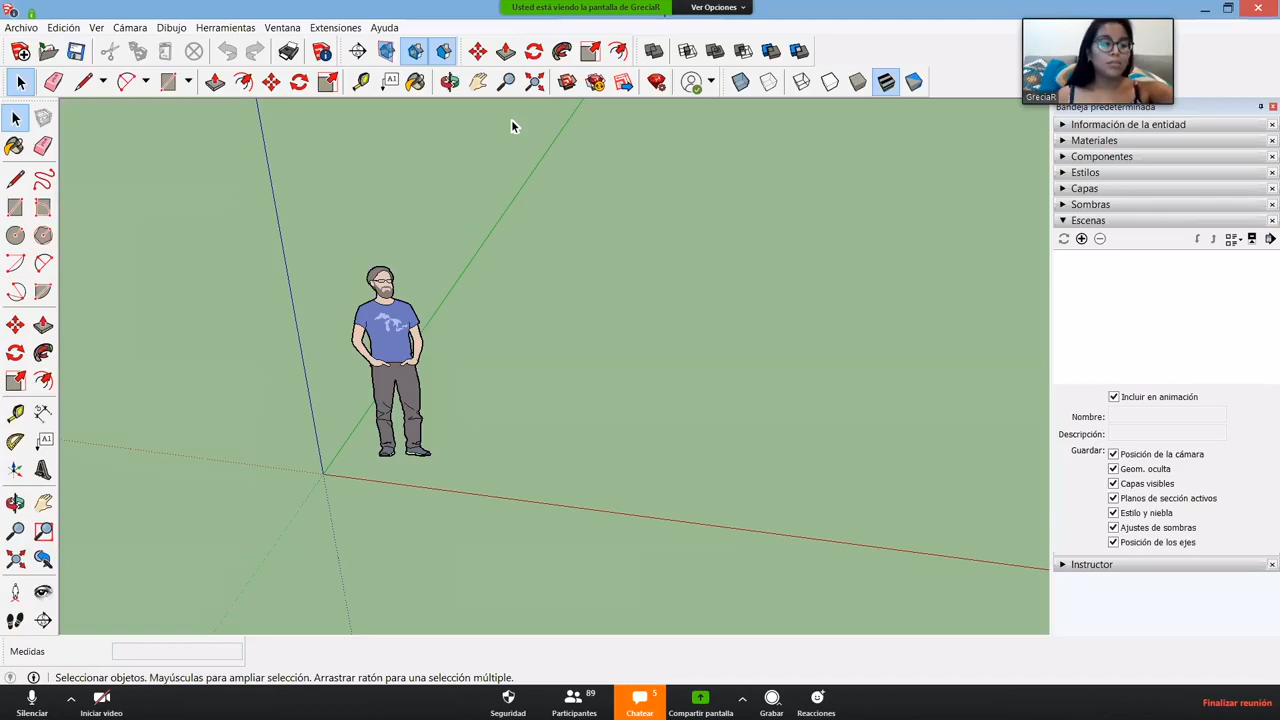 Usted está viendo la pantalla de GreciaR
Ver Opciones
Archivo Edición Ver Cámara Dibujo Herramientas Ventana Extensiones Ayuda
GreciaR
Bandeja predeterminada
Información de la entidad
Materiales
Componentes
Estilos
Capas
Sombras
Escenas
Incluir en animación
Nombre:
Descripción:
Guardar:
Posición de la cámara
Geom. oculta
Capas visibles
Planos de sección activos
Estilo y niebla
Ajustes de sombras
Posición de los ejes
Instructor
A1
A1
Medidas
Seleccionar objetos. Mayúsculas para ampliar selección. Arrastrar ratón para una selección múltiple.
89
5
Silenciar
Iniciar video
Seguridad
Participantes
Chatear
Compartir pantalla
Grabar
Reacciones
Finalizar reunión